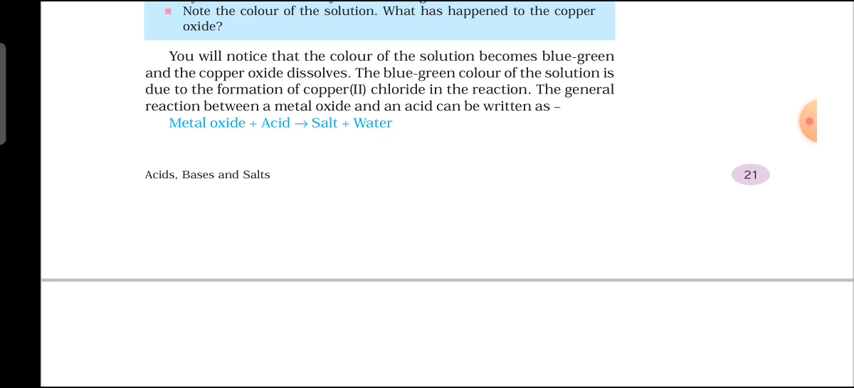 Note the colour of the solution. What has happened to the copper
oxide?
You will notice that the colour of the solution becomes blue-green
and the copper oxide dissolves. The blue-green colour of the solution is
due to the formation of copper(II) chloride in the reaction. The general
reaction between a metal oxide and an acid can be written as –
Metal oxide + Acid → Salt + Water
Acids, Bases and Salts
21